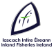 Iascach Intíre Éireann
Inland Fisheries Ireland